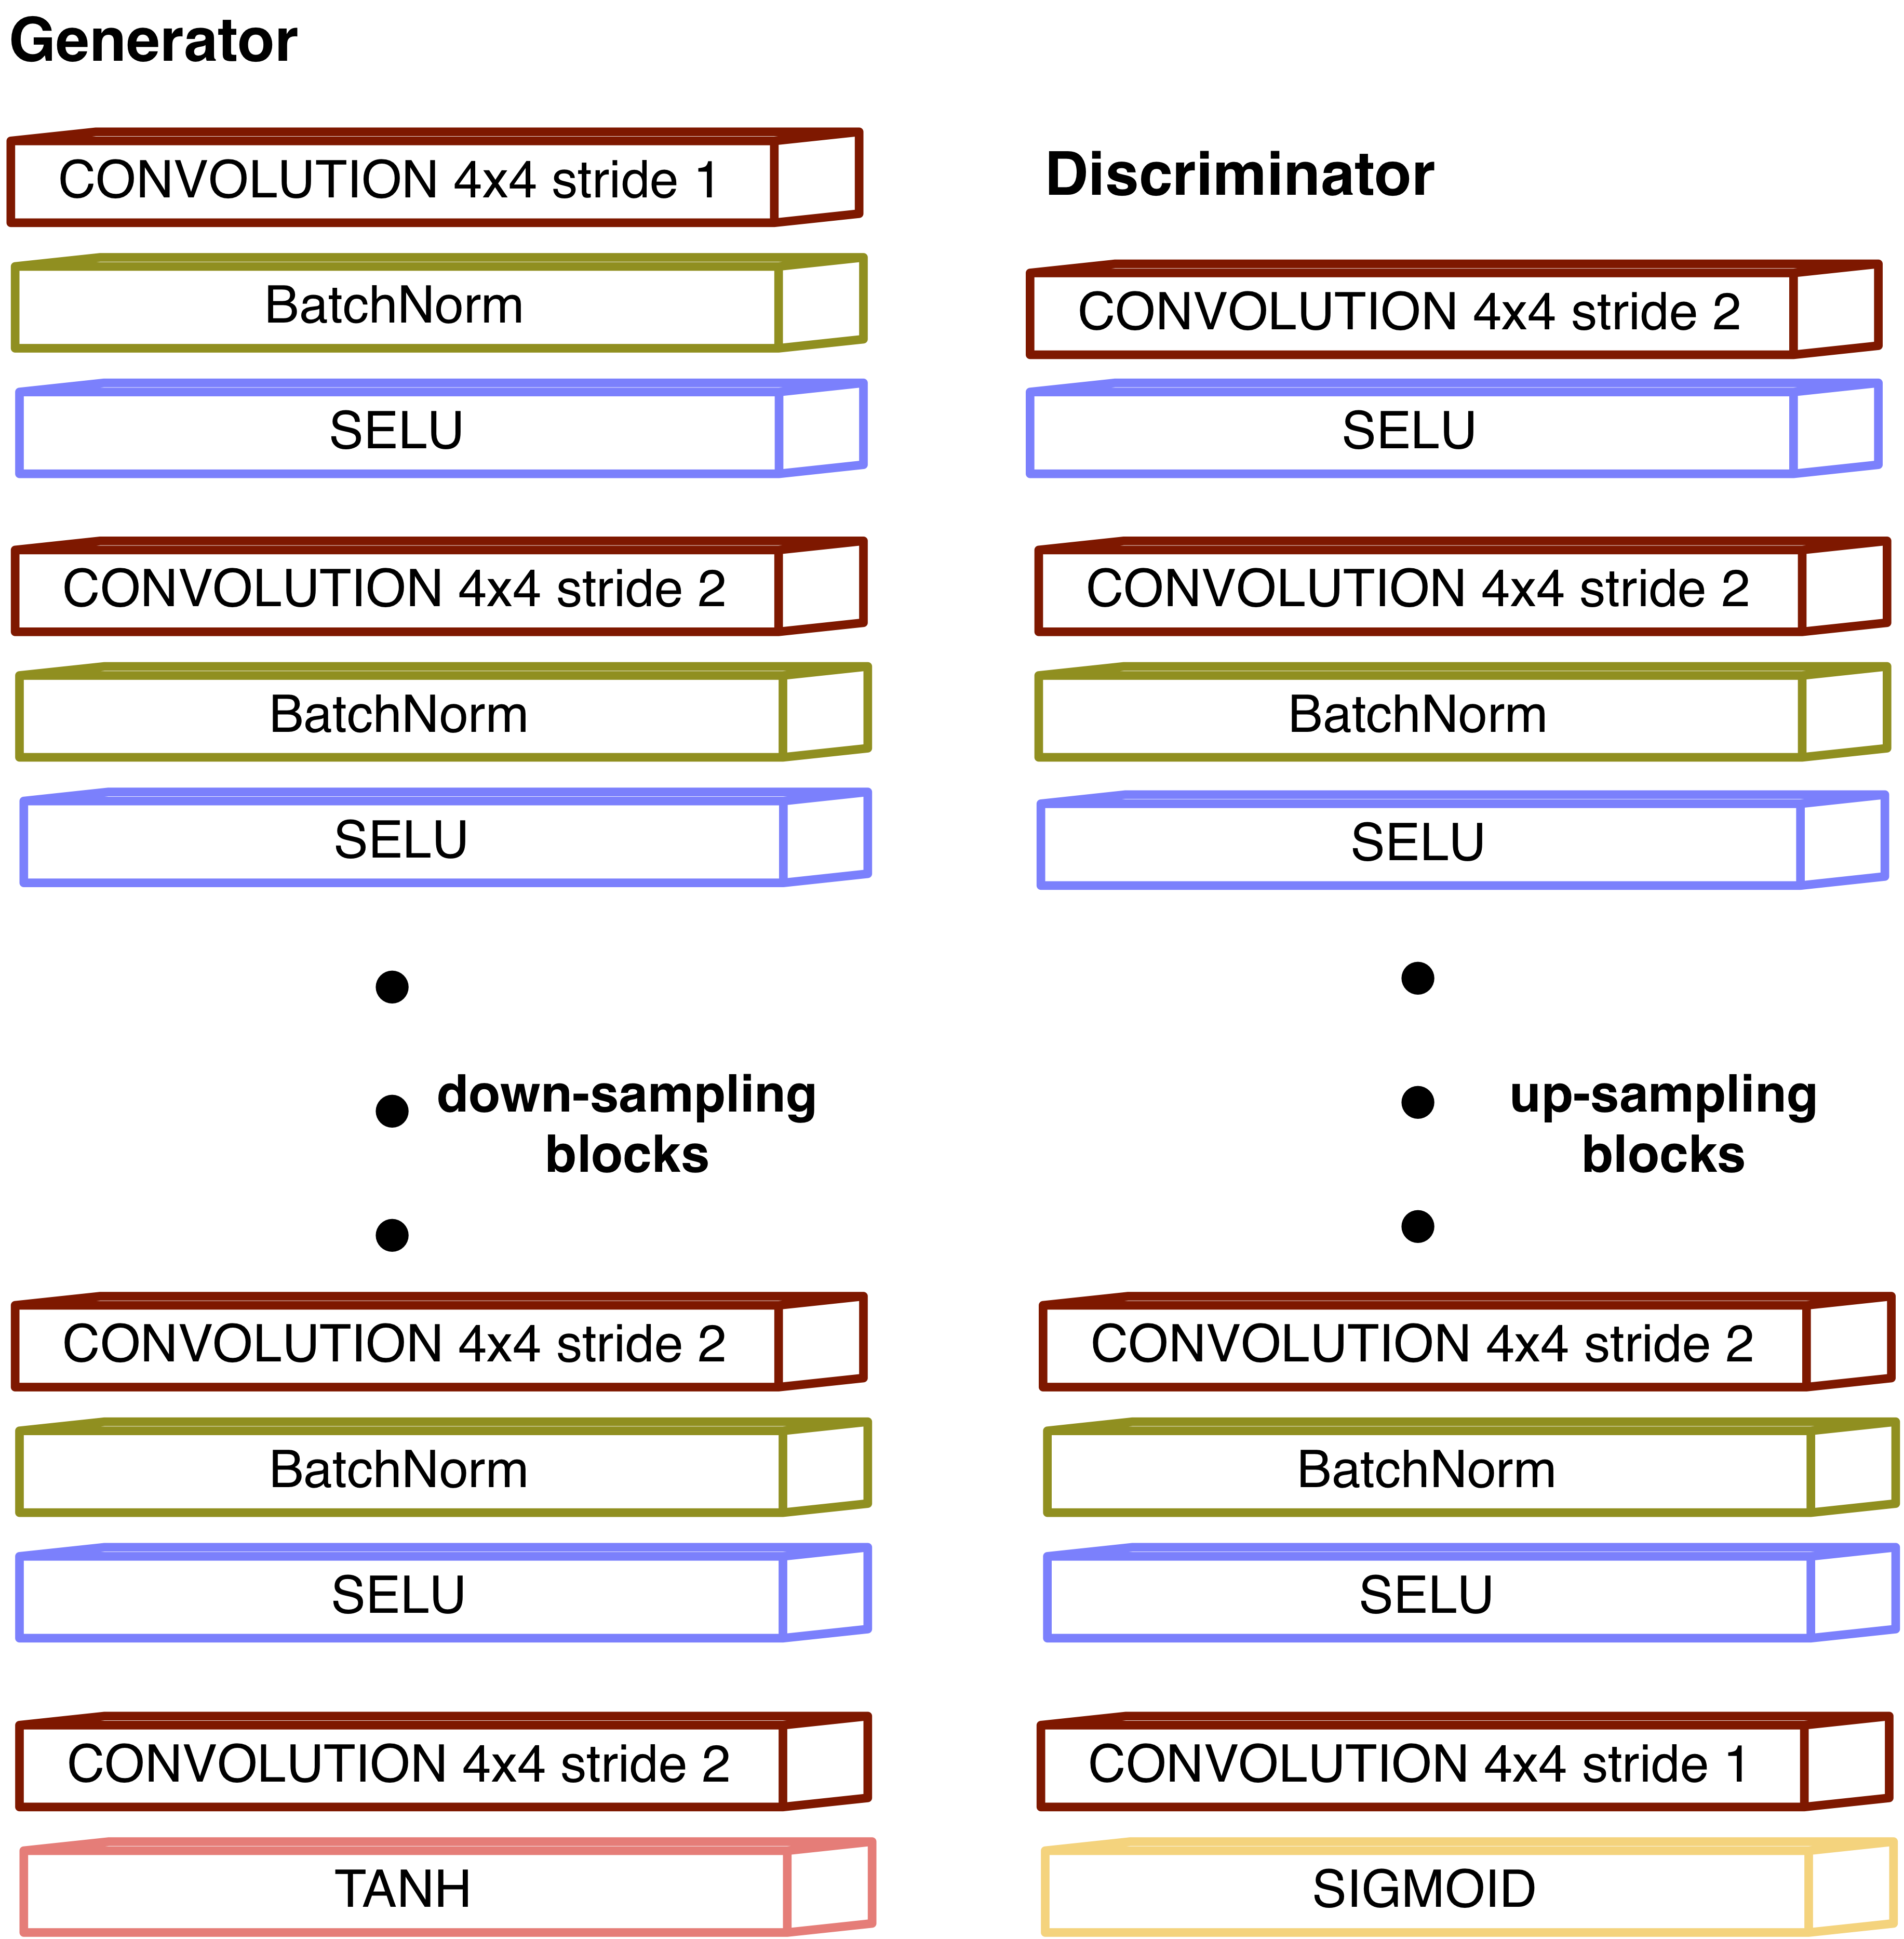 Generator
CONVOLUTION 4x4 stride 1
BatchNorm
SELU
CONVOLUTION 4x4 stride 2
BatchNorm
SELU
down-sampling
blocks
CONVOLUTION 4x4 stride 2
BatchNorm
SELU
CONVOLUTION 4x4 stride 2
TANH
Discriminator
CONVOLUTION 4x4 stride 2
SELU
CONVOLUTION 4x4 stride 2
BatchNorm
SELU
up-sampling
blocks
CONVOLUTION 4x4 stride 2
BatchNorm
SELU
CONVOLUTION 4x4 stride 1
SIGMOID